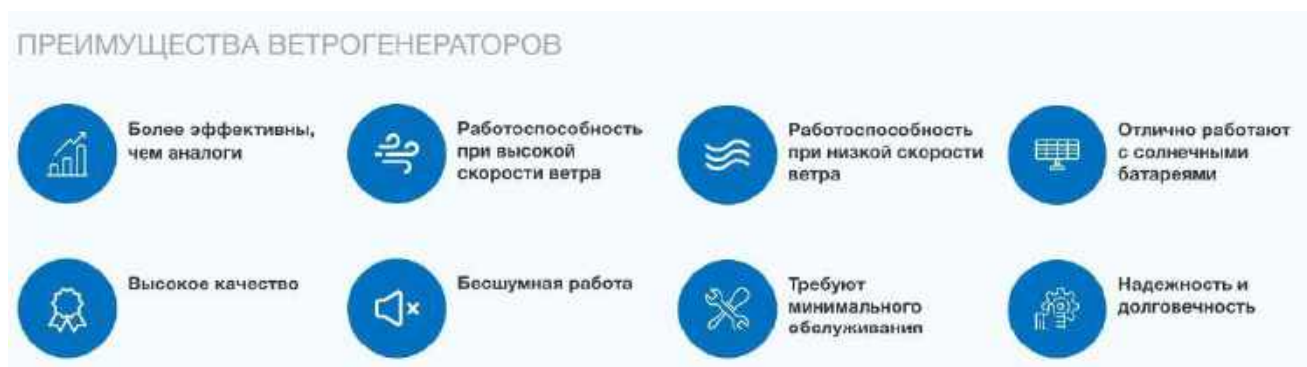 ПРЕИМУЩЕСТВА ВЕТРОГЕНЕРАТОРОВ
Более эффективны,
чем аналоги
Работоспособность
при высокой
скорости ветра
Работоспособность
при низкой скорости
ветра
Отлично работают
с солнечными
батареями
Высокое качество
Бесшумная работа
Требуют
минимального
обслуживания
Надежность и
долговечность